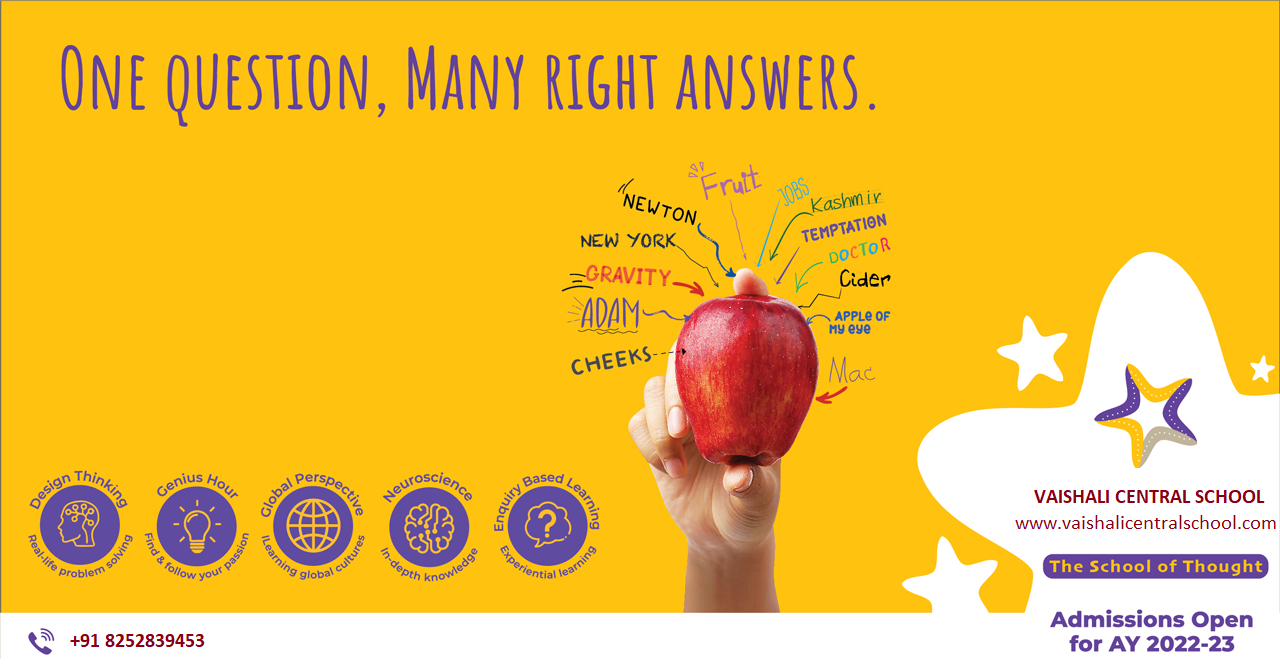 One question, Many right answers.
Fruit
JOBS
NEWTON
Kashmir
TEMPTATION
NEW YORK
DOCTOR
GRAVITY
Cider
ADAM
APPLE OF
MY EYE
CHEEKS
Mac
Design Thinking
Real-life problem solving
Genius Hour
Find & follow your passion
Global Perspective
lLearning global cultures
Neuroscience
In-depth knowledge
Enquiry Based Learning
Experiential learning
VAISHALI CENTRAL SCHOOL
www.vaishalicentralschool.com
The School of Thought
Admissions Open
for AY 2022-23
+91 8252839453